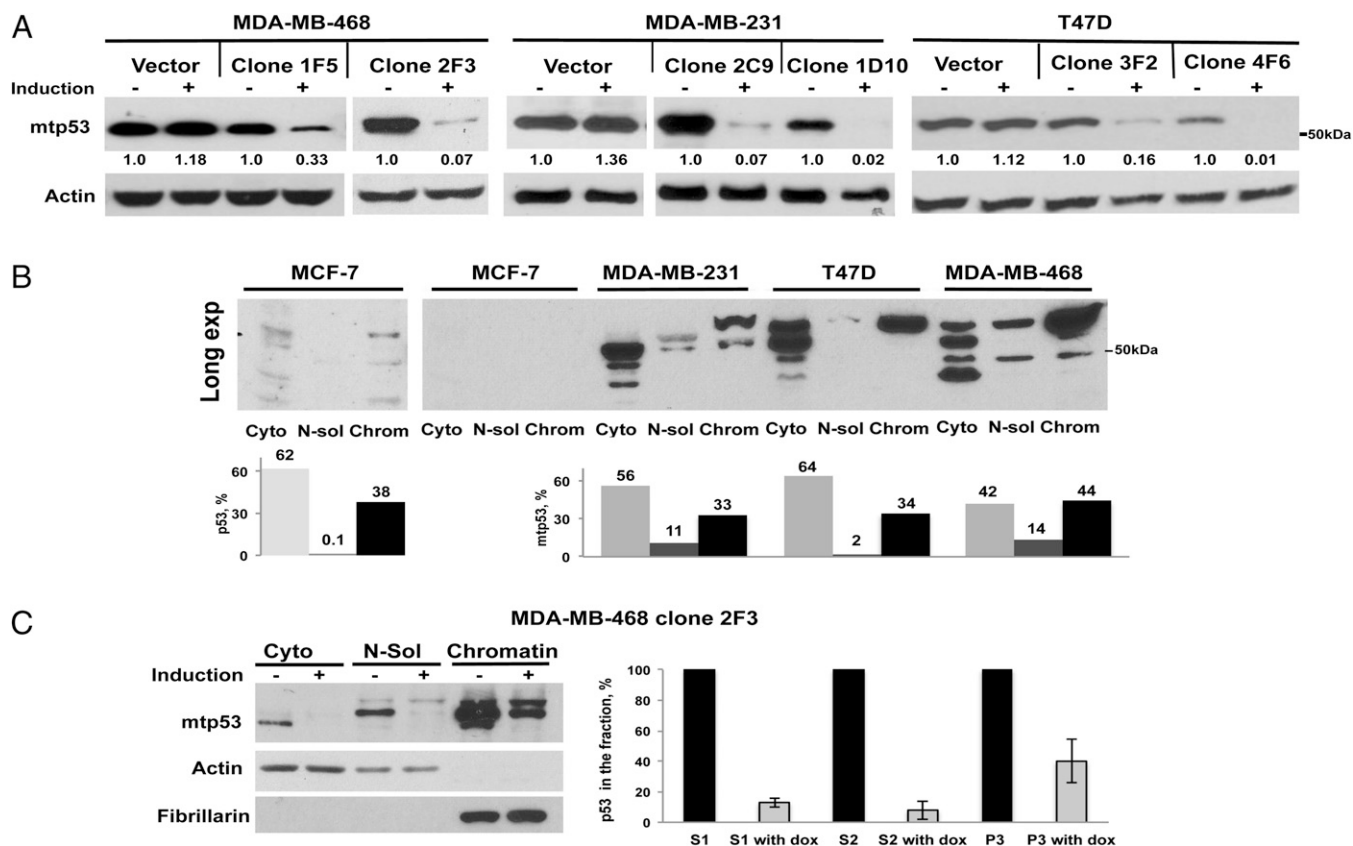 A
MDA-MB-468 MDA-MB-231 T47D
Vector Clone 1F5 Clone 2F3 Vector Clone 2C9 Clone 1D10 Vector Clone 3F2 Clone 4F6
Induction - + - + - + - + - + - + - + - + - +
mtp53 50kDa
1.0 1.18 1.0 0.33 1.0 0.07 1.0 1.36 1.0 0.07 1.0 0.02 1.0 1.12 1.0 0.16 1.0 0.01
Actin
B
MCF-7 MCF-7 MDA-MB-231 T47D MDA-MB-468
Long exp
50kDa
Cyto N-sol Chrom Cyto N-sol Chrom Cyto N-sol Chrom Cyto N-sol Chrom Cyto N-sol Chrom
p53, %
60
30
0
62 0.1 38
mtp53, %
60
30
0
56 11 33 64 2 34 42 14 44
C
MDA-MB-468 clone 2F3
Cyto N-Sol Chromatin
Induction - + - + - +
mtp53
Actin
Fibrillarin
p53 in the fraction, %
100
80
60
40
20
0
S1 S1 with dox S2 S2 with dox P3 P3 with dox